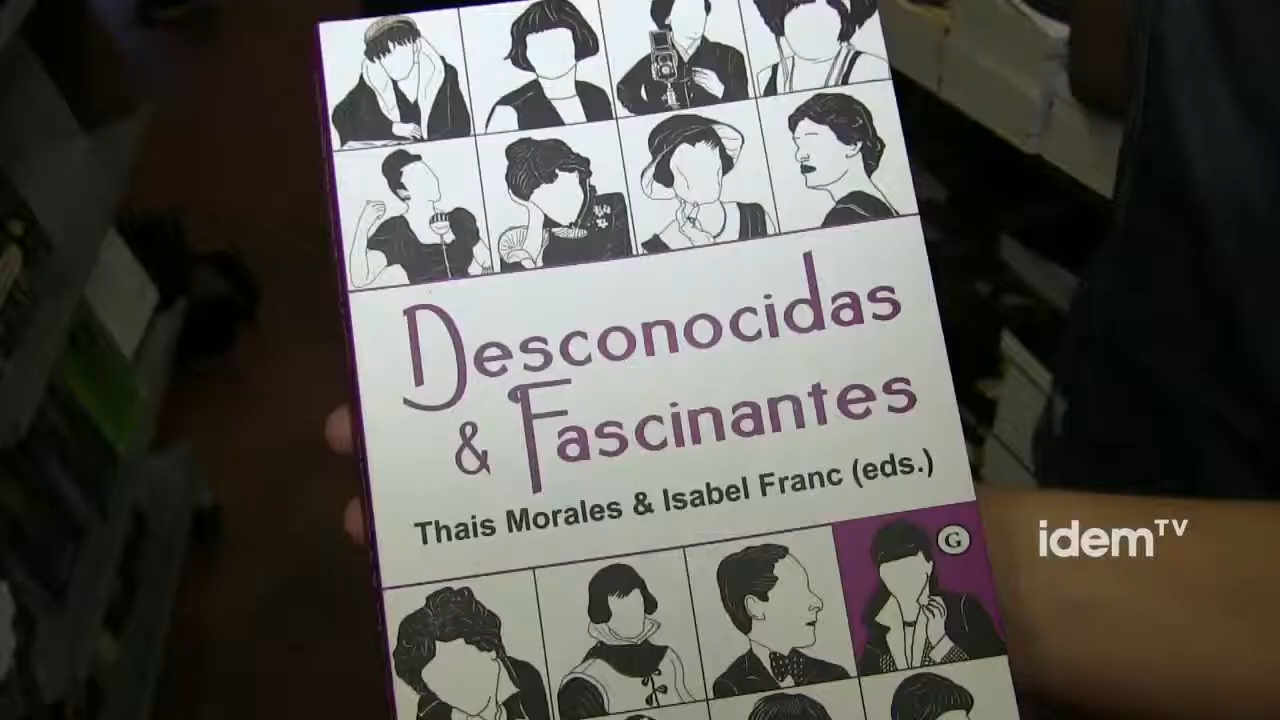 Desconocidas
& Fascinantes
Thais Morales & Isabel Franc (eds.)
G
idemTV